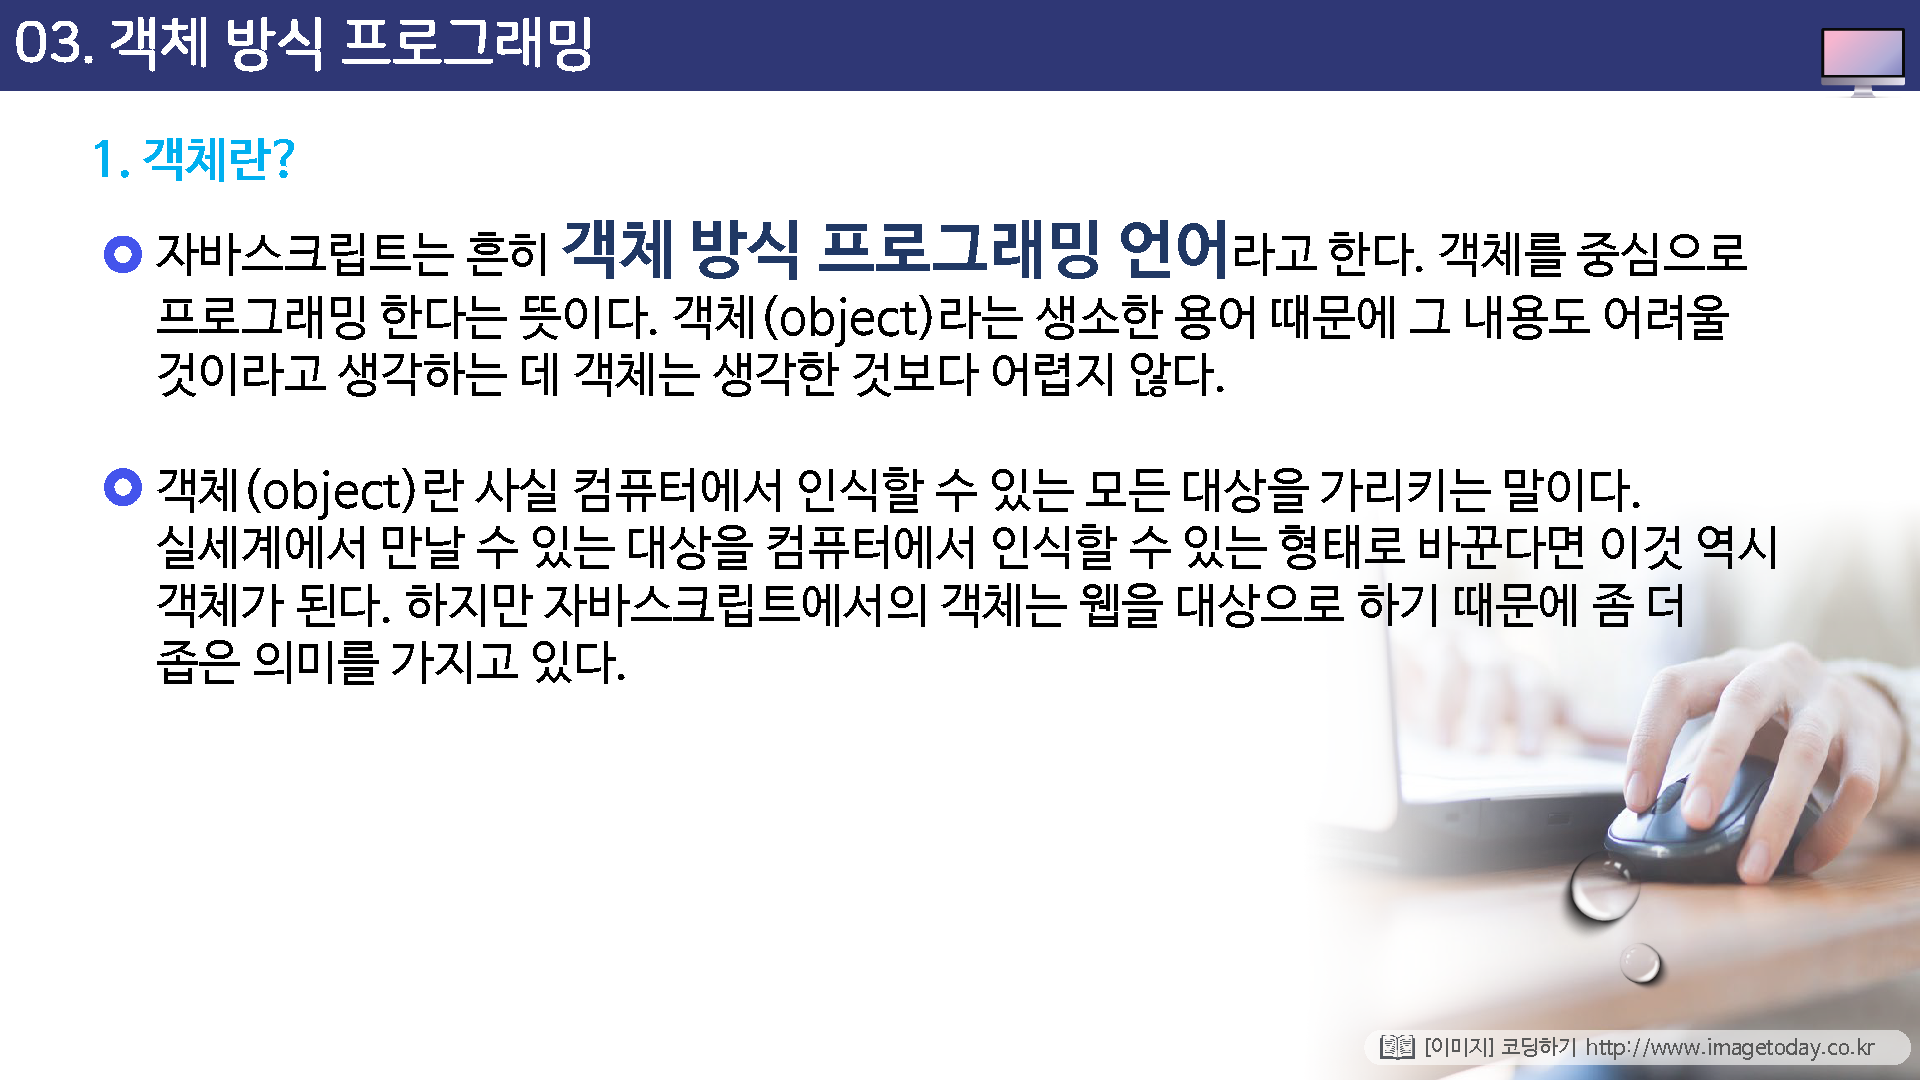 03. 객체 방식 프로그래밍
1. 객체란?
자바스크립트는 흔히 객체 방식 프로그래밍 언어라고 한다. 객체를 중심으로
프로그래밍 한다는 뜻이다. 객체(object)라는 생소한 용어 때문에 그 내용도 어려울
것이라고 생각하는 데 객체는 생각한 것보다 어렵지 않다.
객체(object)란 사실 컴퓨터에서 인식할 수 있는 모든 대상을 가리키는 말이다.
실세계에서 만날 수 있는 대상을 컴퓨터에서 인식할 수 있는 형태로 바꾼다면 이것 역시
객체가 된다. 하지만 자바스크립트에서의 객체는 웹을 대상으로 하기 때문에 좀 더
좁은 의미를 가지고 있다.
[이미지] 코딩하기 http://www.imagetoday.co.kr